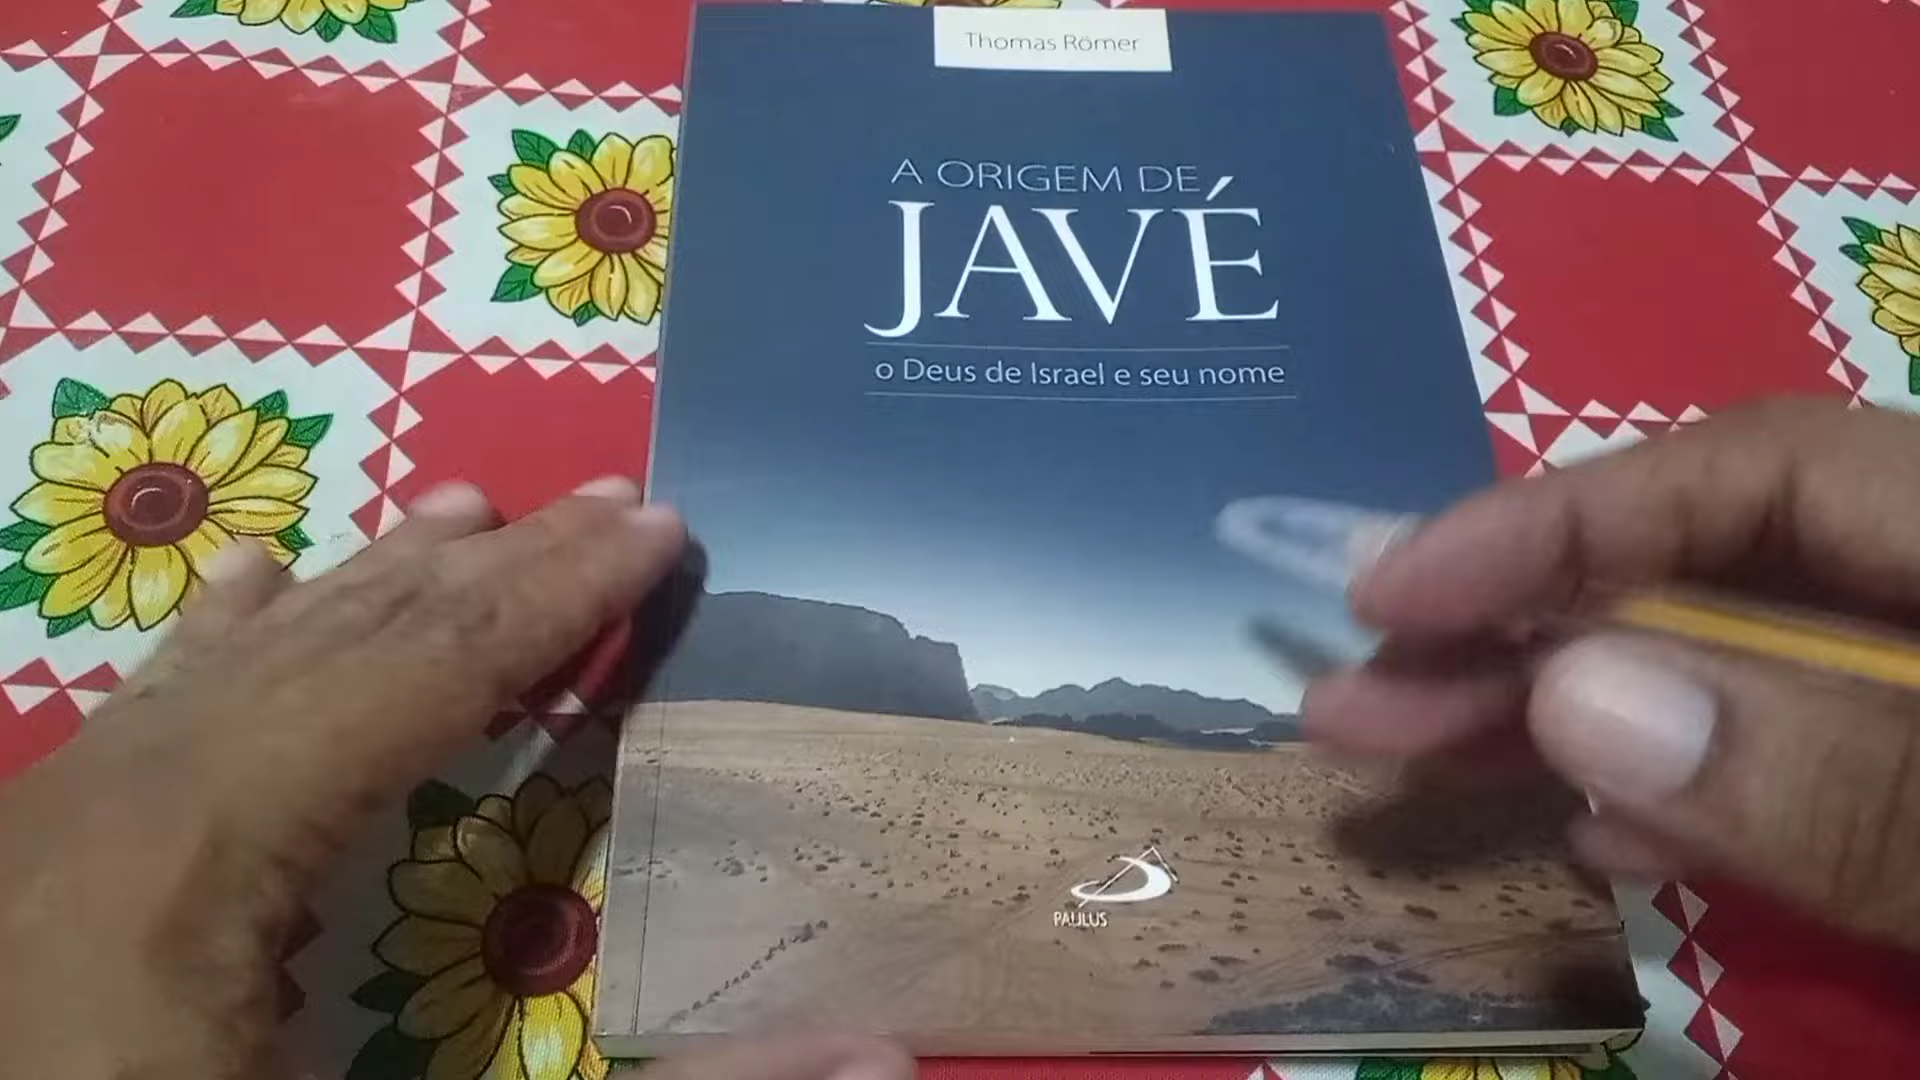 Thomas Römer
A ORIGEM DE
JAVÉ
o Deus de Israel e seu nome
PAULUS